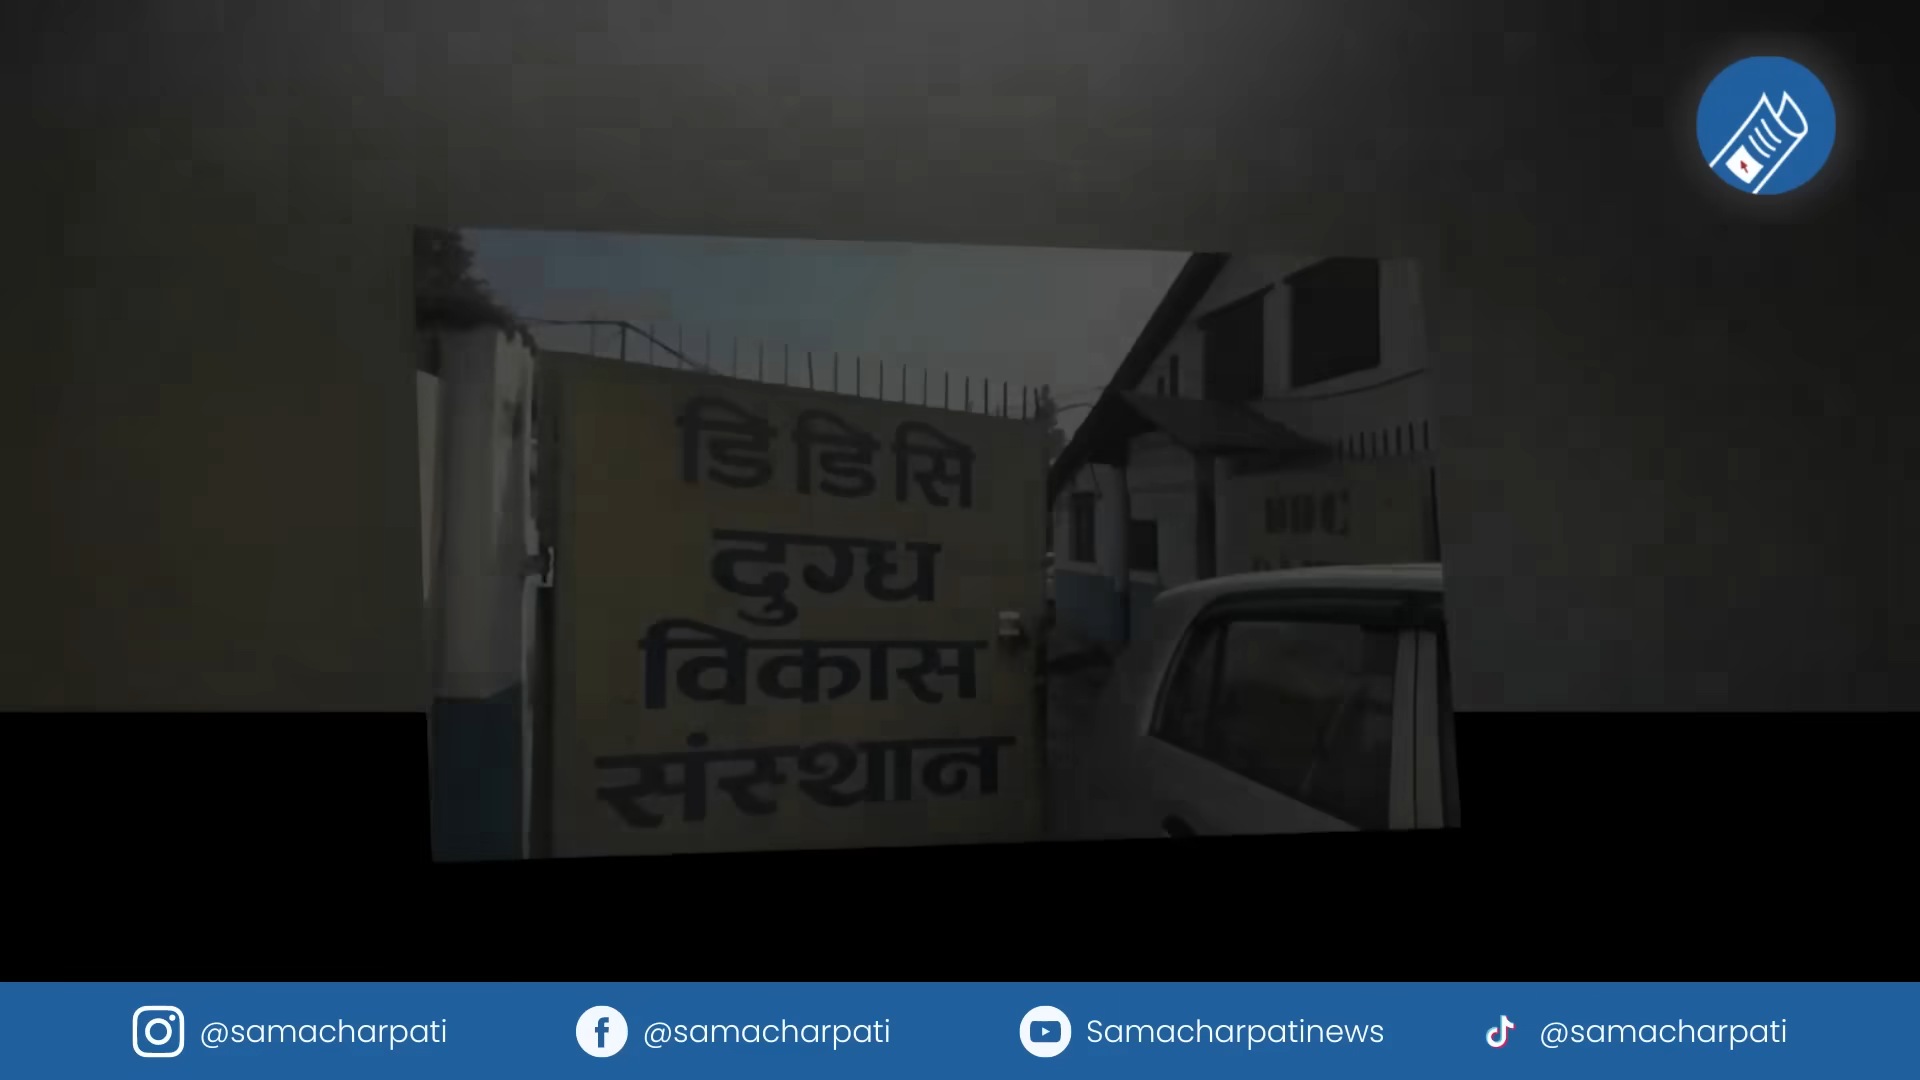 डि डि सि
दुग्ध
विकास
संस्थान
DDC
@samacharpati
@samacharpati
Samacharpatinews
@samacharpati